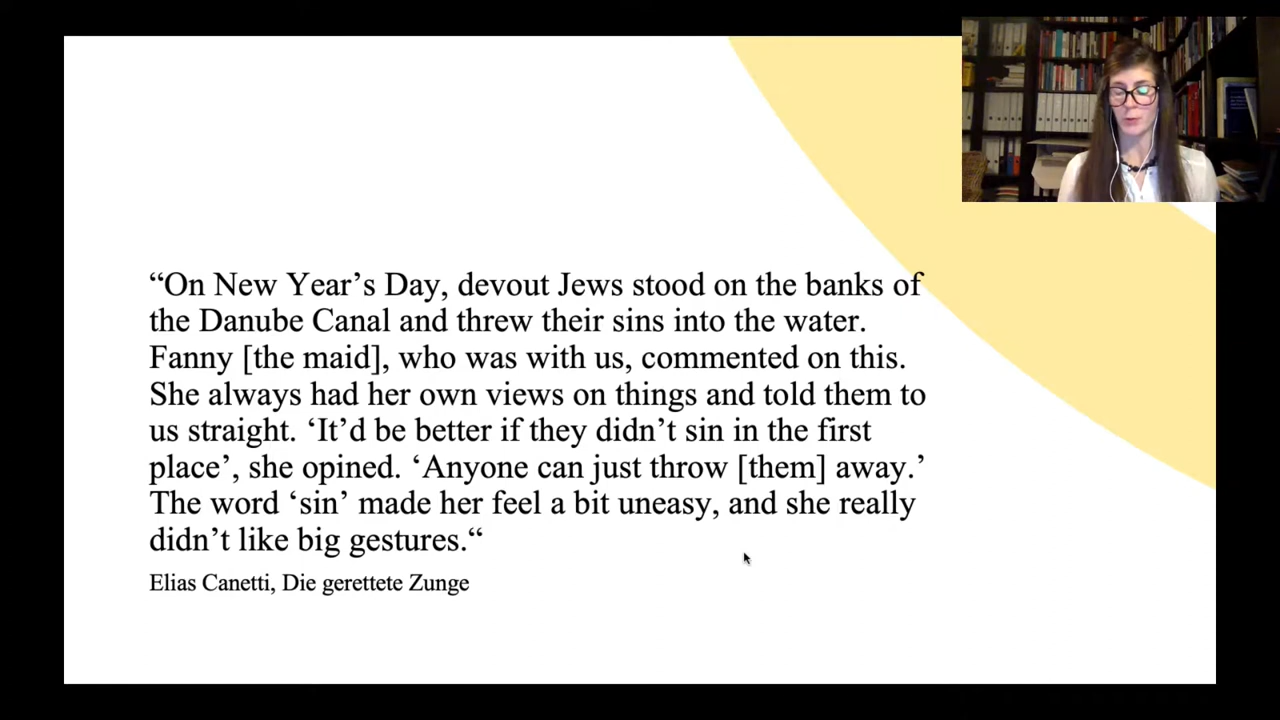 “On New Year’s Day, devout Jews stood on the banks of
the Danube Canal and threw their sins into the water.
Fanny [the maid], who was with us, commented on this.
She always had her own views on things and told them to
us straight. ‘It’d be better if they didn’t sin in the first
place’, she opined. ‘Anyone can just throw [them] away.’
The word ‘sin’ made her feel a bit uneasy, and she really
didn’t like big gestures.“
Elias Canetti, Die gerettete Zunge